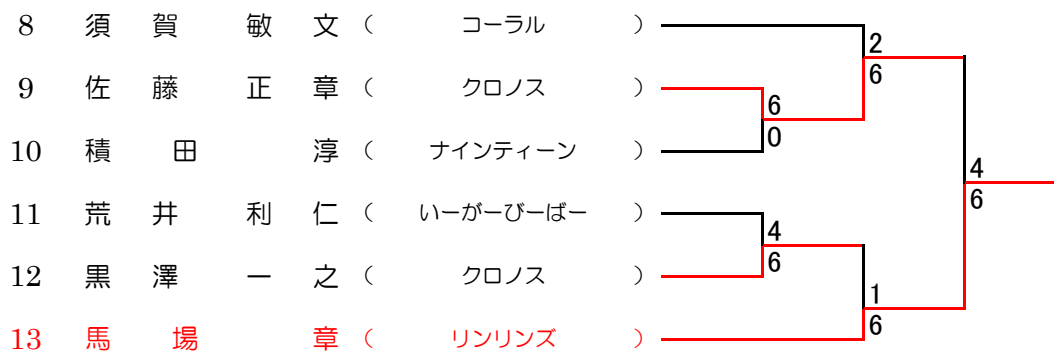 8 須賀 敏文 ( コーラル )
2
9 佐藤 正章 ( クロノス ) 6
6
0
10 積田 淳 ( ナインティーン )
4
6
11 荒井 利仁 ( いーがーびーばー )
4
6
12 黒澤 一之 ( クロノス )
1
6
13 馬場 章 ( リンリンズ )